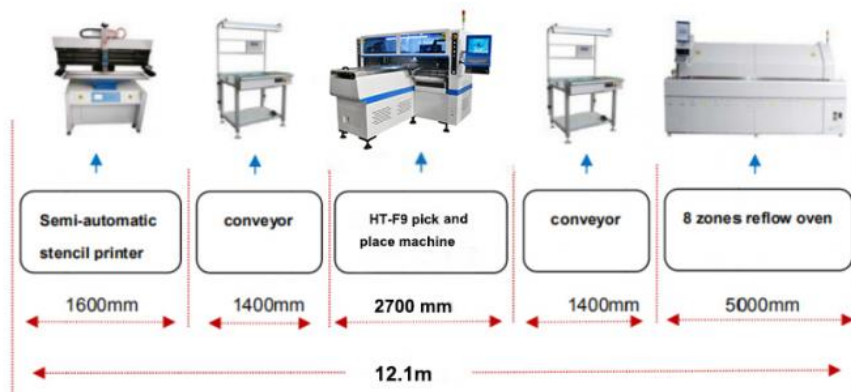 Semi-automatic
stencil printer
conveyor
HT-F9 pick and
place machine
conveyor
8 zones reflow oven
1600mm
1400mm
2700 mm
1400mm
5000mm
12.1m